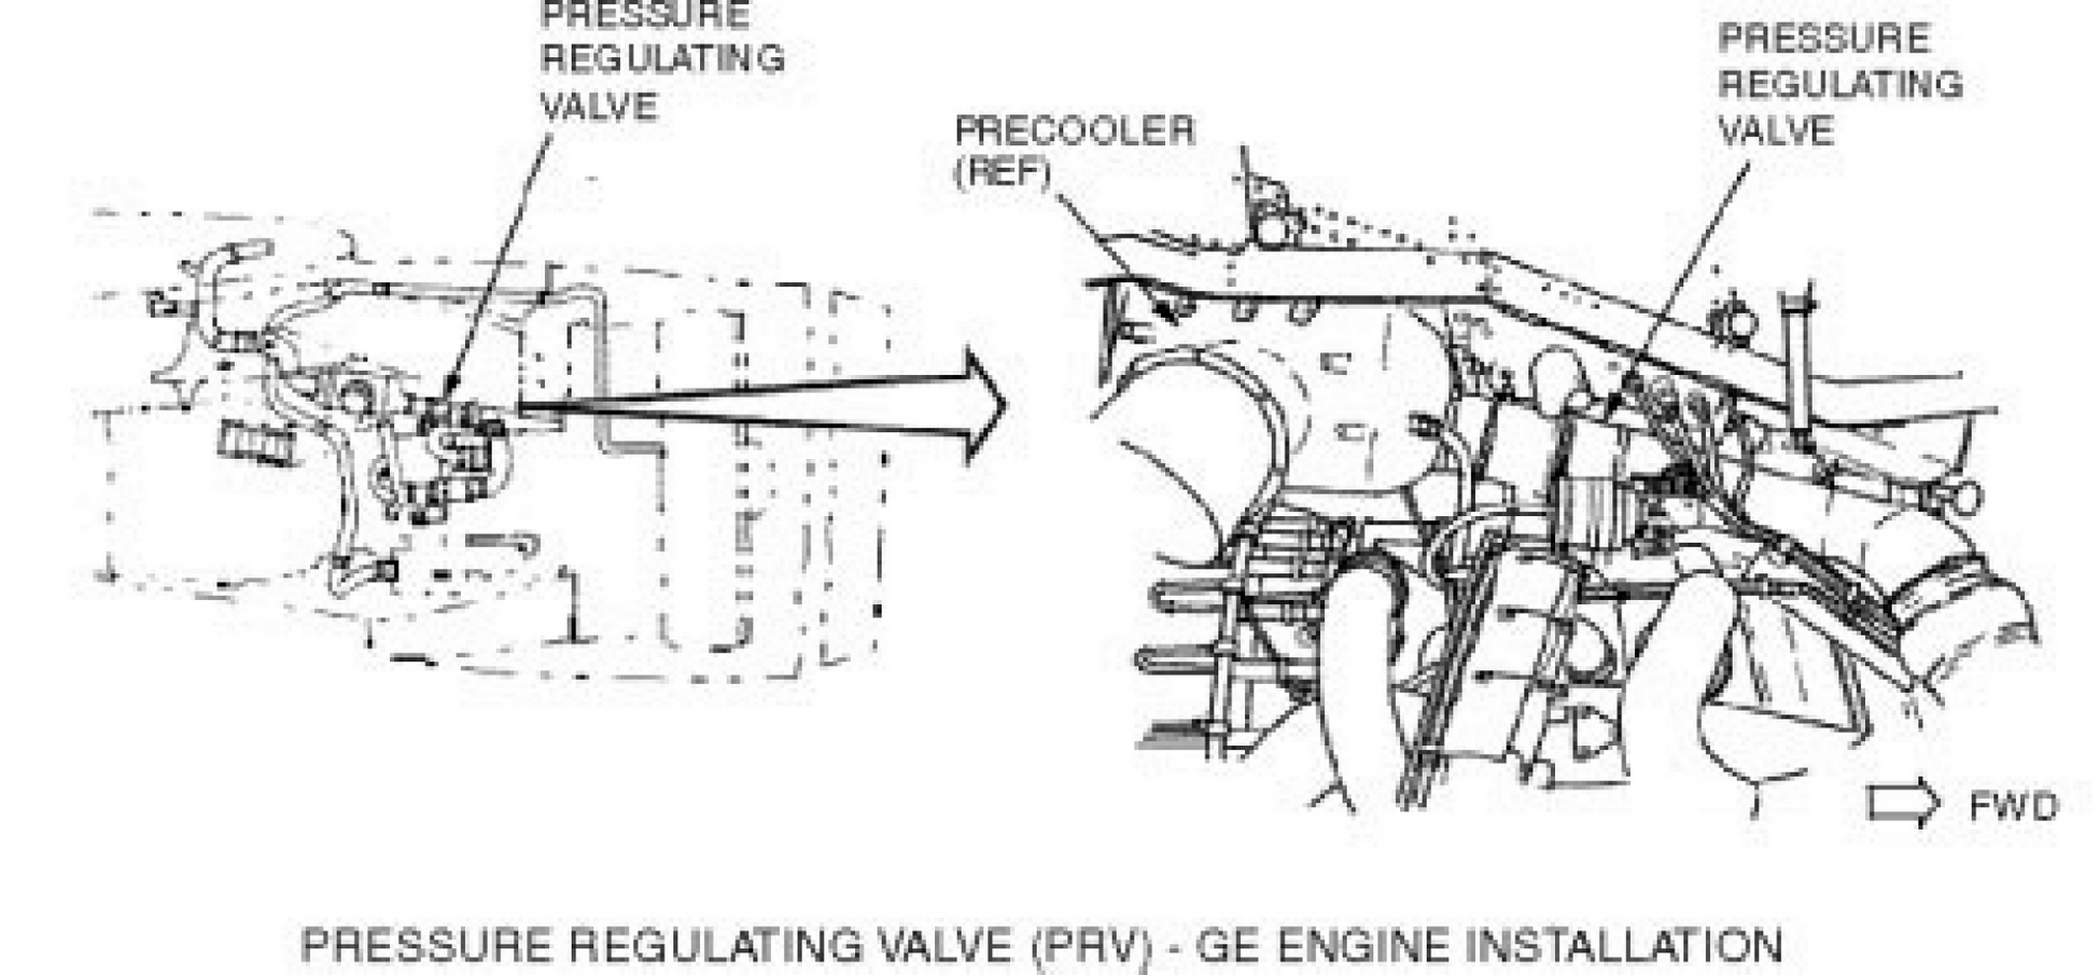 PRESSURE
REGULATING
VALVE
PRECOOLER
(REF)
PRESSURE
REGULATING
VALVE
FWD
PRESSURE REGULATING VALVE (PRV) - GE ENGINE INSTALLATION